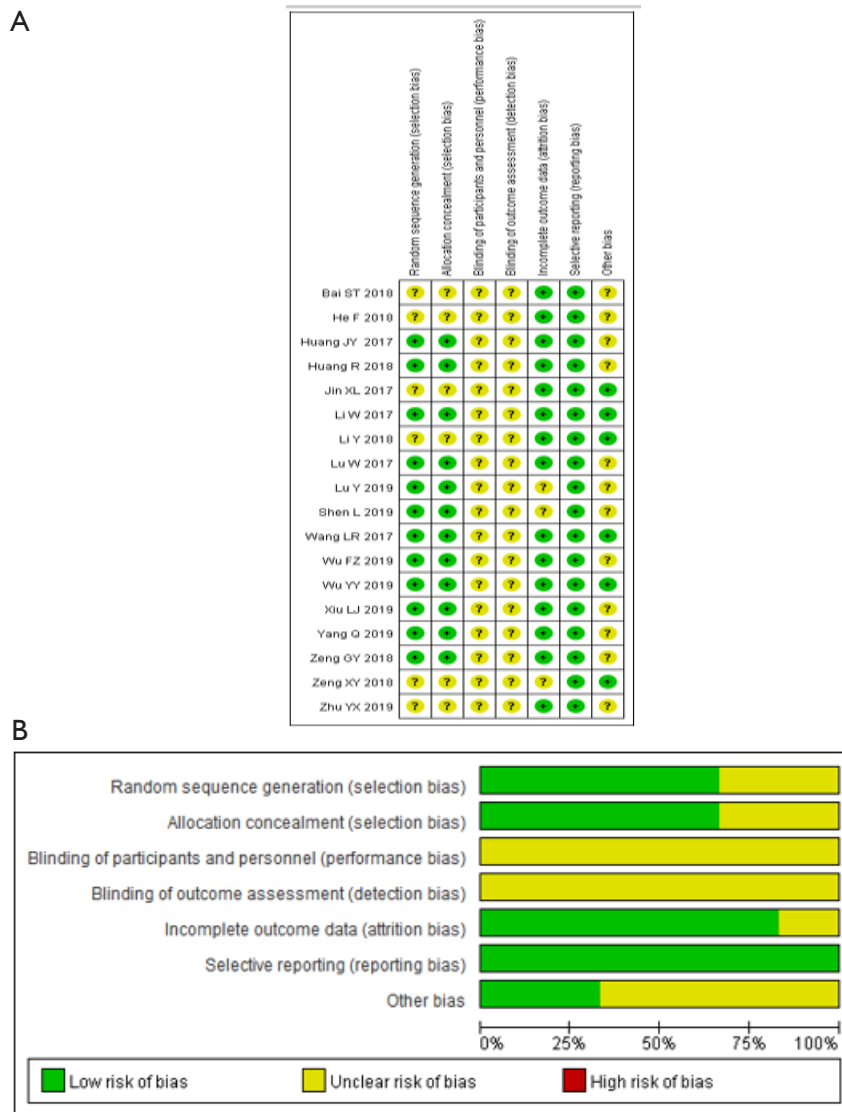 A
Random sequence generation (selection bias)
Allocation concealment (selection bias)
Blinding of participants and personnel (performance bias)
Blinding of outcome assessment (detection bias)
Incomplete outcome data (attrition bias)
Selective reporting (reporting bias)
Other bias
Bai ST 2018 ? ? ? ? + + ?
He F 2018 ? ? ? ? + + ?
Huang JY 2017 + + ? ? + + ?
Huang R 2018 + + ? ? + + ?
Jin XL 2017 ? ? ? ? + + +
Li W 2017 + + ? ? + + +
Li Y 2018 ? ? ? ? + + +
Lu W 2017 + + ? ? + + ?
Lu Y 2019 + + ? ? ? + ?
Shen L 2019 + + ? ? ? + ?
Wang LR 2017 + + ? ? + + +
Wu FZ 2019 + + ? ? + + ?
Wu YY 2019 + + ? ? + + +
Xiu LJ 2019 + + ? ? + + ?
Yang Q 2019 + + ? ? + + ?
Zeng GY 2018 + + ? ? + + ?
Zeng XY 2018 ? ? ? ? ? + +
Zhu YX 2019 ? ? ? ? + + ?
B
Random sequence generation (selection bias)
Allocation concealment (selection bias)
Blinding of participants and personnel (performance bias)
Blinding of outcome assessment (detection bias)
Incomplete outcome data (attrition bias)
Selective reporting (reporting bias)
Other bias
0% 25% 50% 75% 100%
Low risk of bias Unclear risk of bias High risk of bias